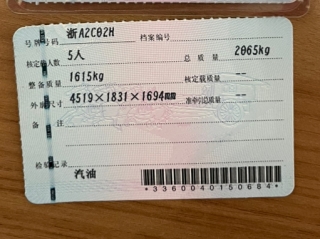 号牌号码 浙A2C02H 档案编号
核定载人数 5人 总质量 2065kg
整备质量 1615kg 核定载质量 --
外廓尺寸 4519×1831×1694mm 准牵引总质量 --
备注
检验记录
汽油
*3360040150684*